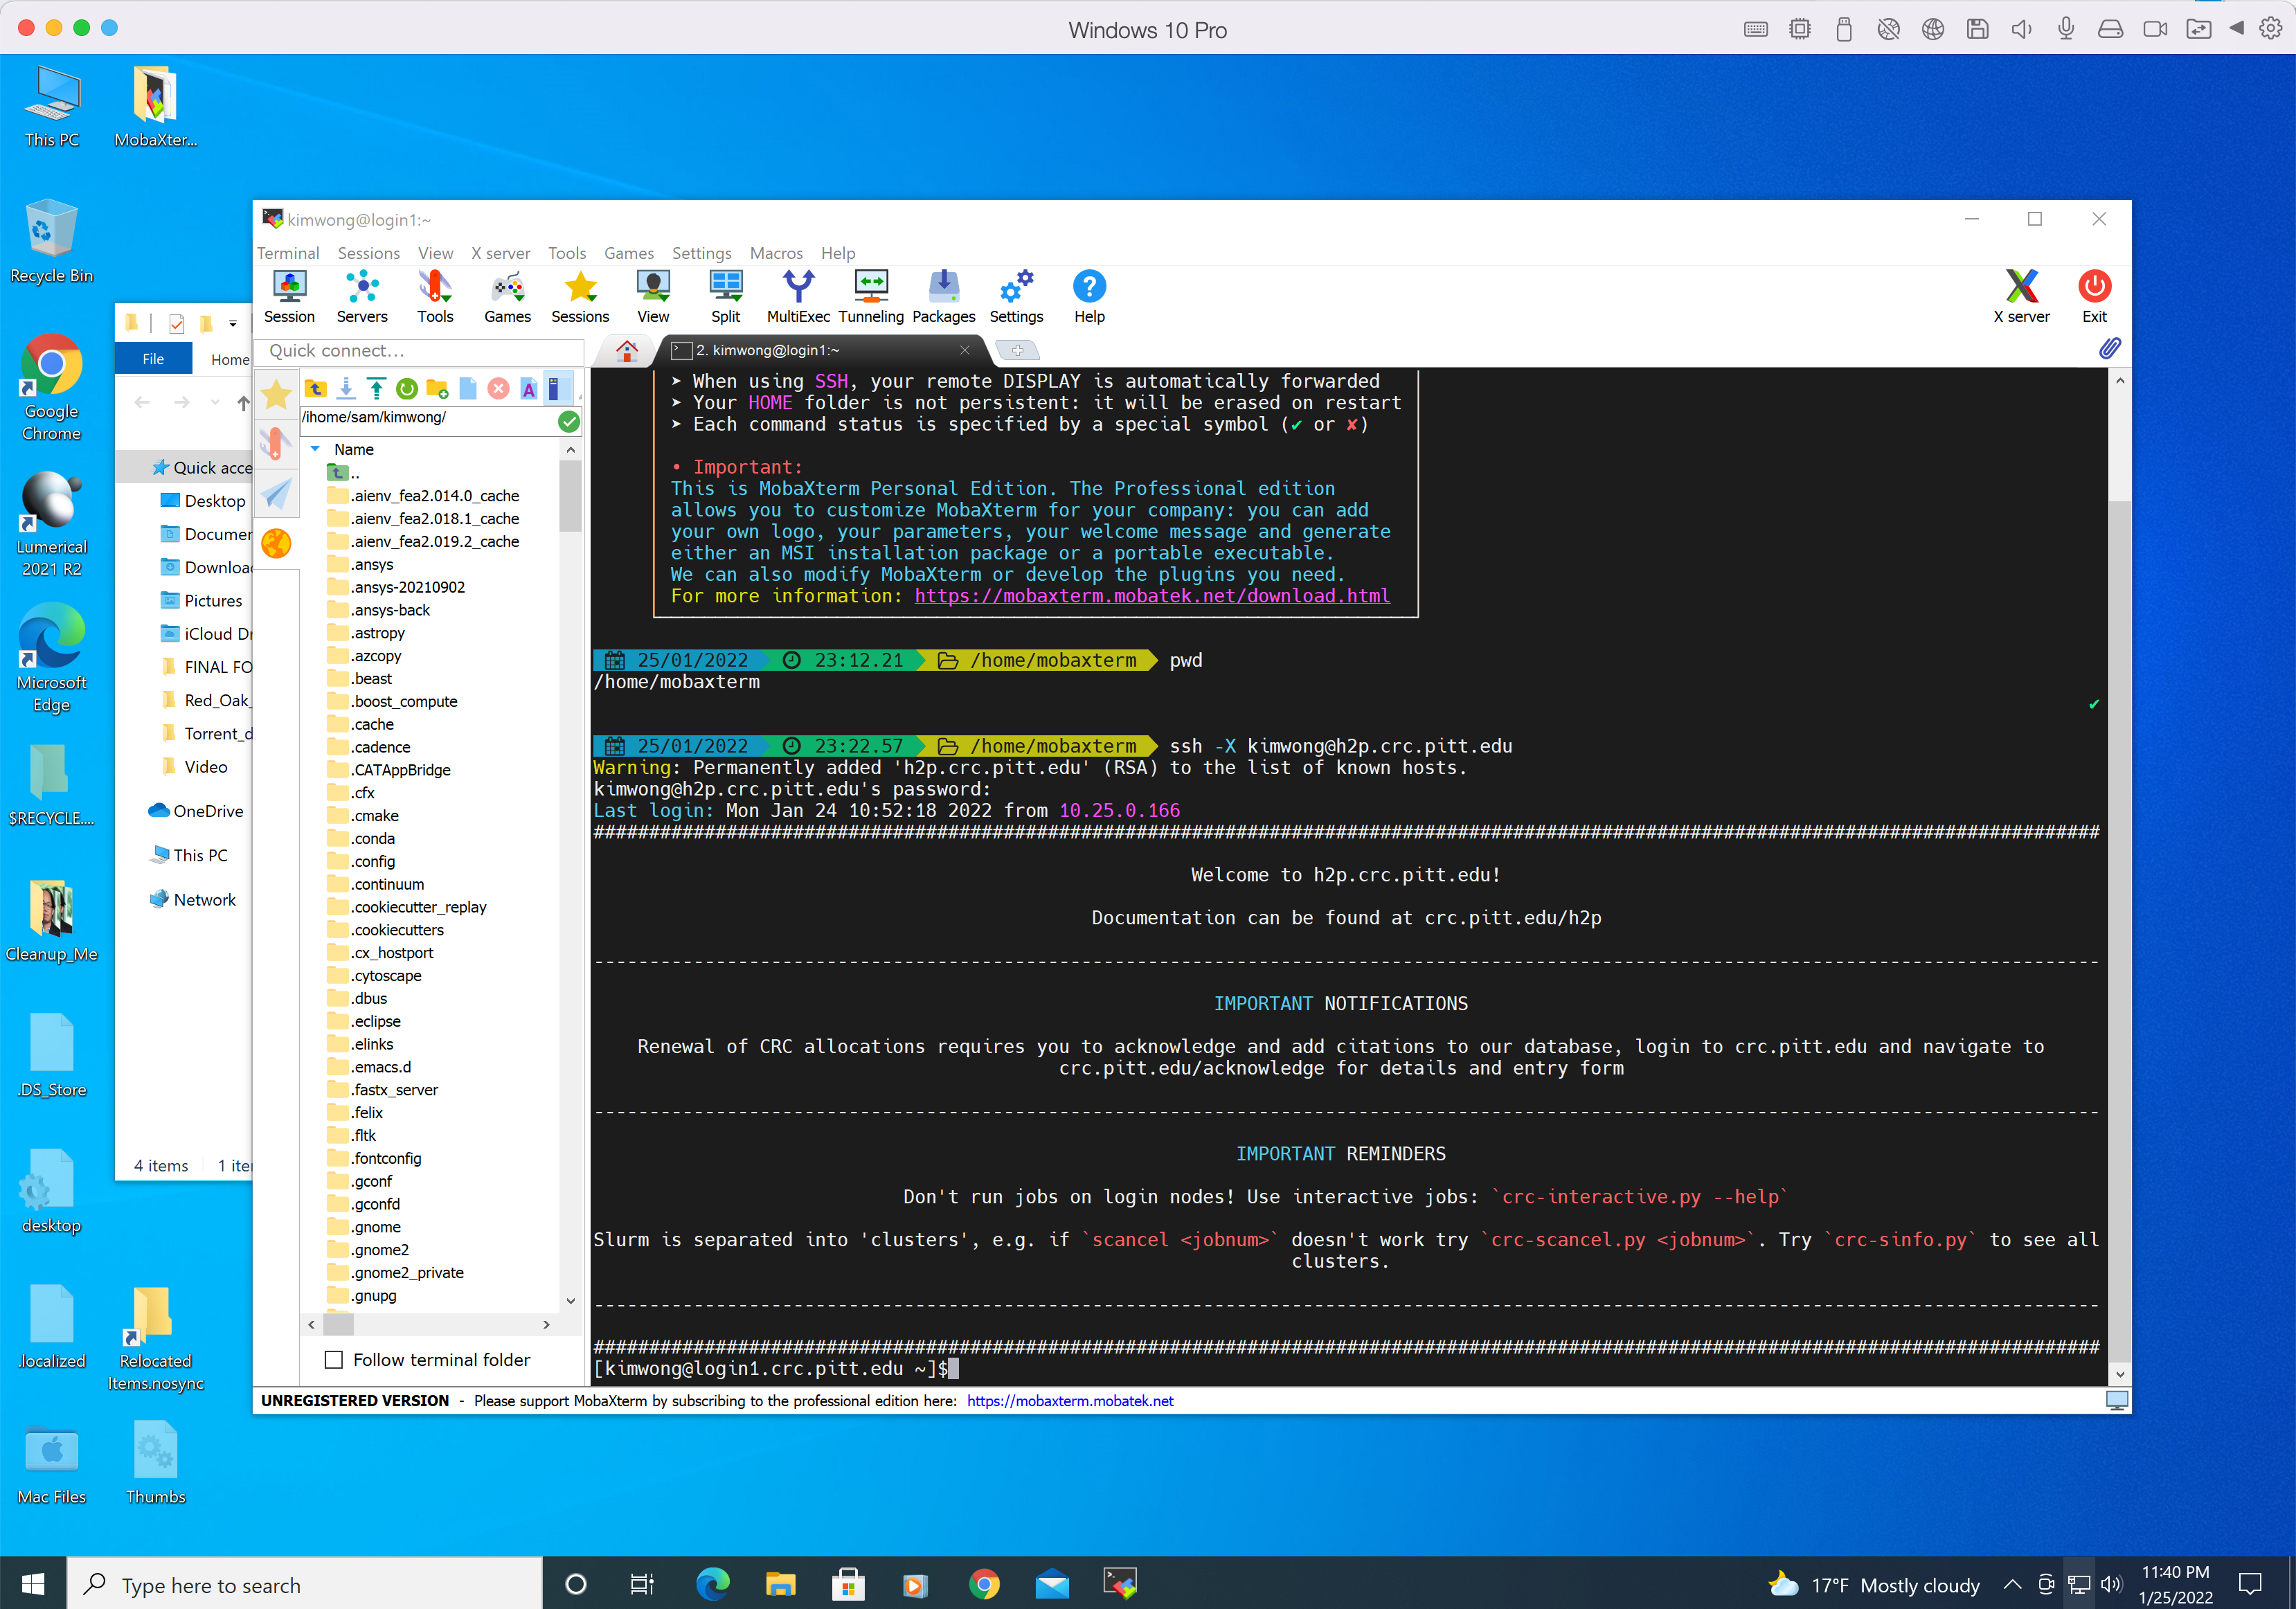 Windows 10 Pro
This PC
MobaXter...
Recycle Bin
Google
Chrome
Lumerical
2021 R2
Microsoft
Edge
$RECYCLE....
Cleanup_Me
.DS_Store
desktop
.localized
Relocated
Items.nosync
Mac Files
Thumbs
File
Home
Quick acce
Desktop
Documer
Downloa
Pictures
iCloud Dr
FINAL FO
Red_Oak_
Torrent_d
Video
OneDrive
This PC
Network
4 items
1 iter
kimwong@login1:~
Terminal Sessions View X server Tools Games Settings Macros Help
Session Servers Tools Games Sessions View Split MultiExec Tunneling Packages Settings Help
X server Exit
Quick connect...
2. kimwong@login1:~
/ihome/sam/kimwong/
Name
..
.aienv_fea2.014.0_cache
.aienv_fea2.018.1_cache
.aienv_fea2.019.2_cache
.ansys
.ansys-20210902
.ansys-back
.astropy
.azcopy
.beast
.boost_compute
.cache
.cadence
.CATAppBridge
.cfx
.cmake
.conda
.config
.continuum
.cookiecutter_replay
.cookiecutters
.cx_hostport
.cytoscape
.dbus
.eclipse
.elinks
.emacs.d
.fastx_server
.felix
.fltk
.fontconfig
.gconf
.gconfd
.gnome
.gnome2
.gnome2_private
.gnupg
Follow terminal folder
➤ When using SSH, your remote DISPLAY is automatically forwarded
➤ Your HOME folder is not persistent: it will be erased on restart
➤ Each command status is specified by a special symbol (✔ or ✘)
• Important:
This is MobaXterm Personal Edition. The Professional edition
allows you to customize MobaXterm for your company: you can add
your own logo, your parameters, your welcome message and generate
either an MSI installation package or a portable executable.
We can also modify MobaXterm or develop the plugins you need.
For more information: https://mobaxterm.mobatek.net/download.html
25/01/2022 23:12.21 /home/mobaxterm pwd
/home/mobaxterm
✔
25/01/2022 23:22.57 /home/mobaxterm ssh -X kimwong@h2p.crc.pitt.edu
Warning: Permanently added 'h2p.crc.pitt.edu' (RSA) to the list of known hosts.
kimwong@h2p.crc.pitt.edu's password:
Last login: Mon Jan 24 10:52:18 2022 from 10.25.0.166
########################################################################################################################################
Welcome to h2p.crc.pitt.edu!
Documentation can be found at crc.pitt.edu/h2p
----------------------------------------------------------------------------------------------------------------------------------------
IMPORTANT NOTIFICATIONS
Renewal of CRC allocations requires you to acknowledge and add citations to our database, login to crc.pitt.edu and navigate to
crc.pitt.edu/acknowledge for details and entry form
----------------------------------------------------------------------------------------------------------------------------------------
IMPORTANT REMINDERS
Don't run jobs on login nodes! Use interactive jobs: `crc-interactive.py --help`
Slurm is separated into 'clusters', e.g. if `scancel <jobnum>` doesn't work try `crc-scancel.py <jobnum>`. Try `crc-sinfo.py` to see all
clusters.
----------------------------------------------------------------------------------------------------------------------------------------
########################################################################################################################################
[kimwong@login1.crc.pitt.edu ~]$
UNREGISTERED VERSION - Please support MobaXterm by subscribing to the professional edition here: https://mobaxterm.mobatek.net
Type here to search
17°F Mostly cloudy
11:40 PM
1/25/2022